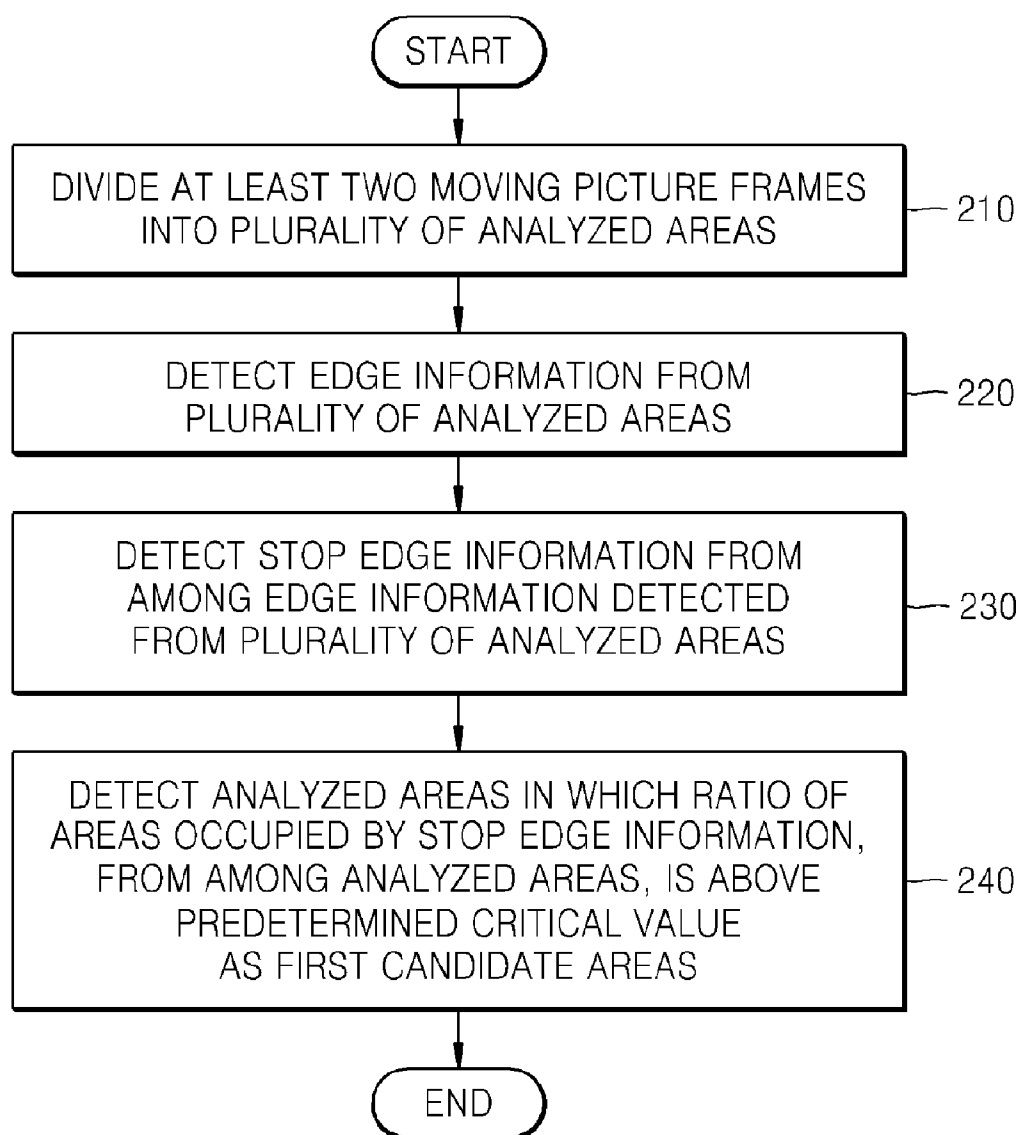 START
DIVIDE AT LEAST TWO MOVING PICTURE FRAMES
INTO PLURALITY OF ANALYZED AREAS
210
DETECT EDGE INFORMATION FROM
PLURALITY OF ANALYZED AREAS
220
DETECT STOP EDGE INFORMATION FROM
AMONG EDGE INFORMATION DETECTED
FROM PLURALITY OF ANALYZED AREAS
230
DETECT ANALYZED AREAS IN WHICH RATIO OF
AREAS OCCUPIED BY STOP EDGE INFORMATION,
FROM AMONG ANALYZED AREAS, IS ABOVE
PREDETERMINED CRITICAL VALUE
AS FIRST CANDIDATE AREAS
240
END